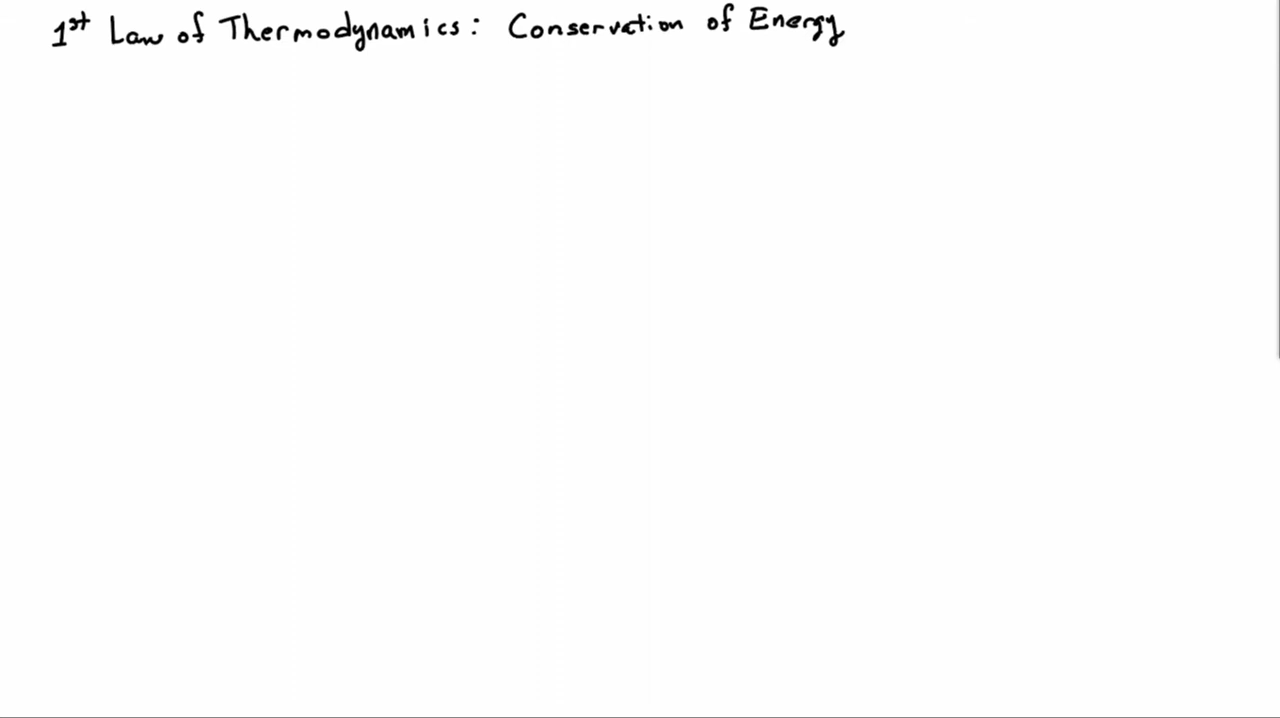 1st Law of Thermodynamics: Conservation of Energy